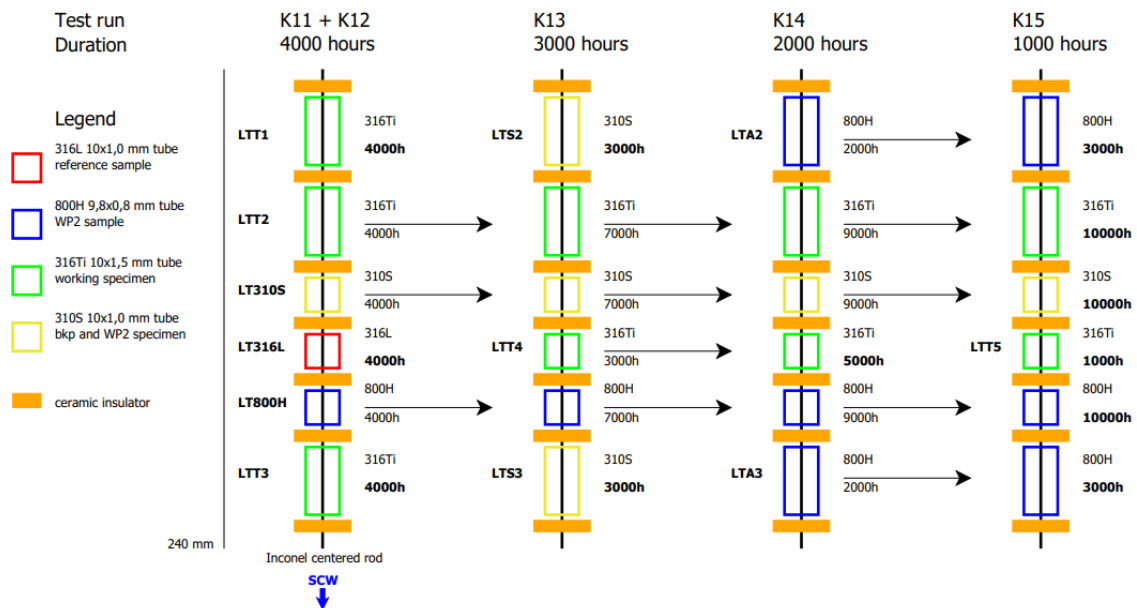 Test run
Duration
K11 + K12
4000 hours
K13
3000 hours
K14
2000 hours
K15
1000 hours
Legend
316L 10x1,0 mm tube
reference sample
800H 9,8x0,8 mm tube
WP2 sample
316Ti 10x1,5 mm tube
working specimen
310S 10x1,0 mm tube
bkp and WP2 specimen
ceramic insulator
240 mm
LTT1
316Ti
4000h
LTT2
316Ti
4000h
LT310S
310S
4000h
LT316L
316L
4000h
LT800H
800H
4000h
LTT3
316Ti
4000h
Inconel centered rod
SCW
LTS2
310S
3000h
316Ti
7000h
310S
7000h
LTT4
316Ti
3000h
800H
7000h
LTS3
310S
3000h
LTA2
800H
2000h
316Ti
9000h
310S
9000h
316Ti
5000h
800H
9000h
LTA3
800H
2000h
800H
3000h
316Ti
10000h
310S
10000h
LTT5
316Ti
1000h
800H
10000h
800H
3000h